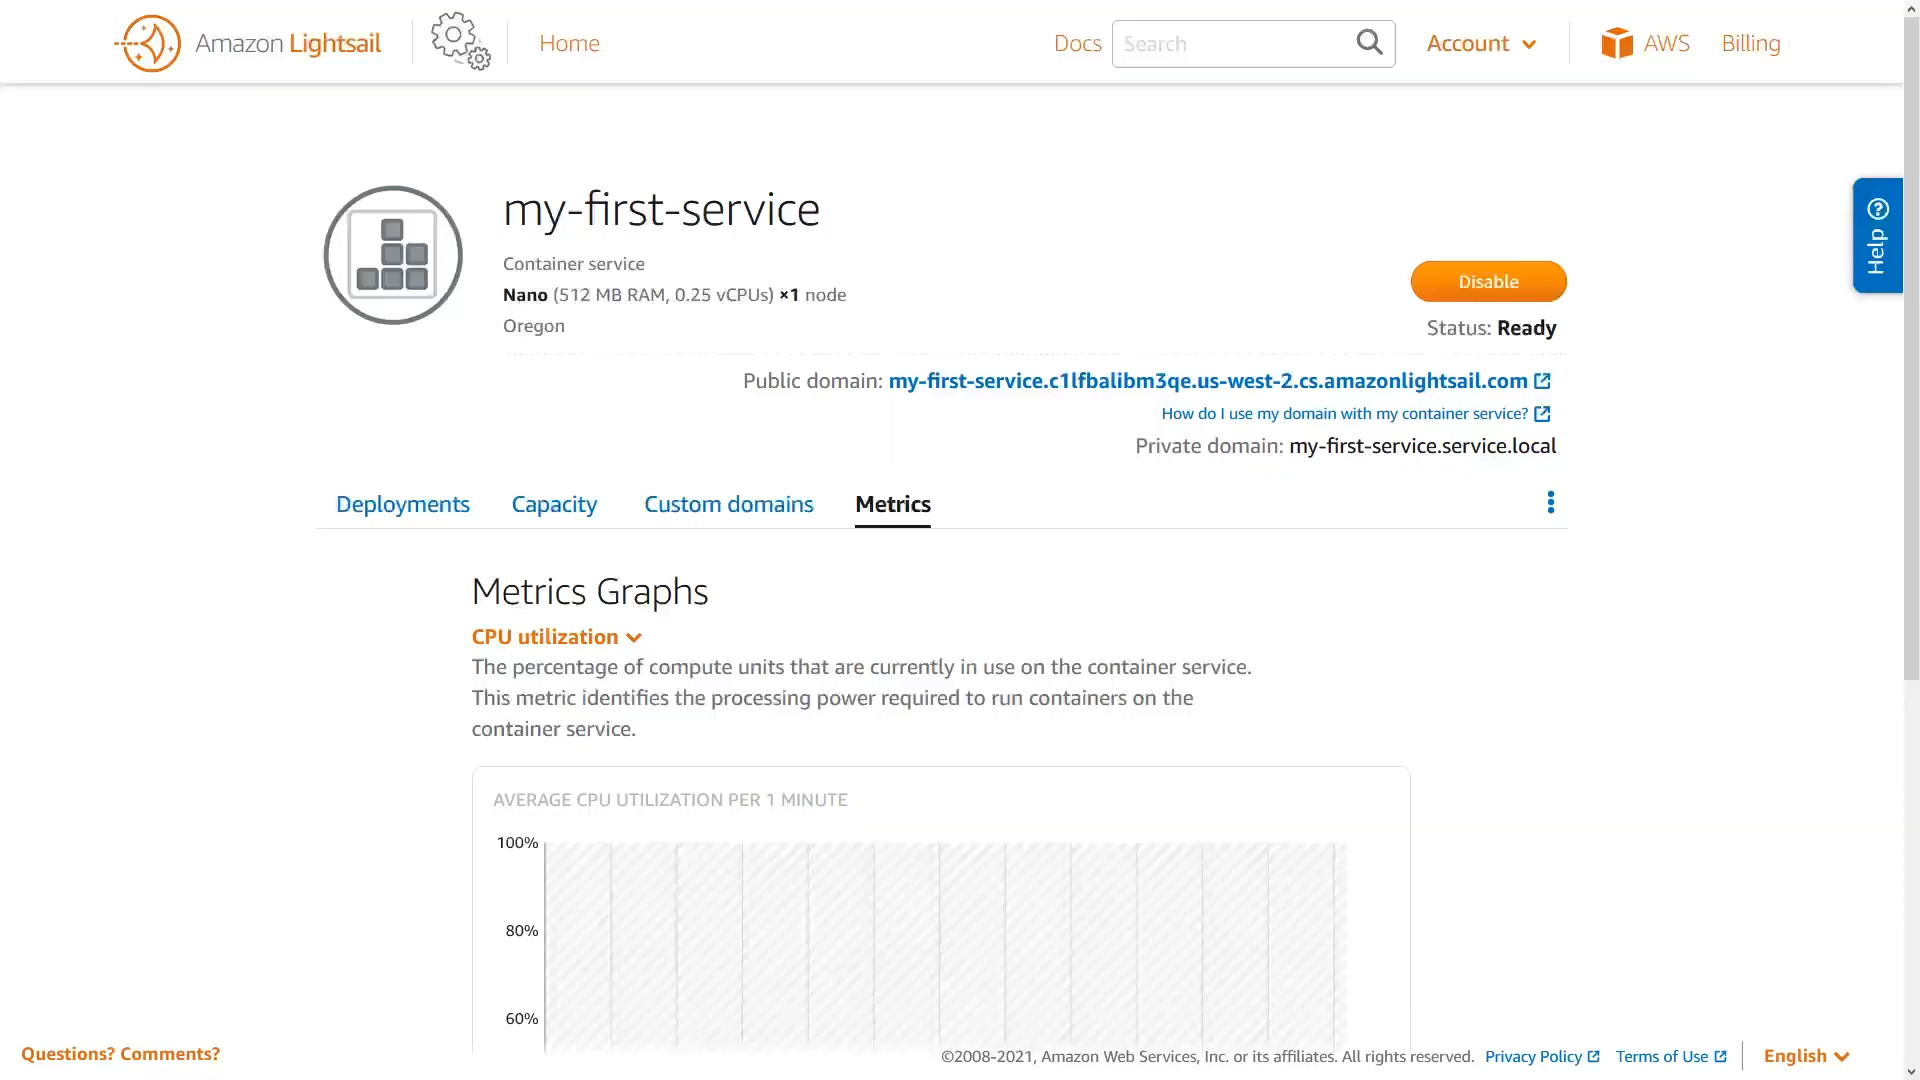 Amazon Lightsail
Home
Docs
Search
Account
AWS
Billing
Help
my-first-service
Container service
Nano (512 MB RAM, 0.25 vCPUs) ×1 node
Oregon
Disable
Status: Ready
Public domain: my-first-service.c1lfbalibm3qe.us-west-2.cs.amazonlightsail.com
How do I use my domain with my container service?
Private domain: my-first-service.service.local
Deployments
Capacity
Custom domains
Metrics
Metrics Graphs
CPU utilization
The percentage of compute units that are currently in use on the container service.
This metric identifies the processing power required to run containers on the
container service.
AVERAGE CPU UTILIZATION PER 1 MINUTE
100%
80%
60%
Questions? Comments?
©2008-2021, Amazon Web Services, Inc. or its affiliates. All rights reserved.
Privacy Policy
Terms of Use
English